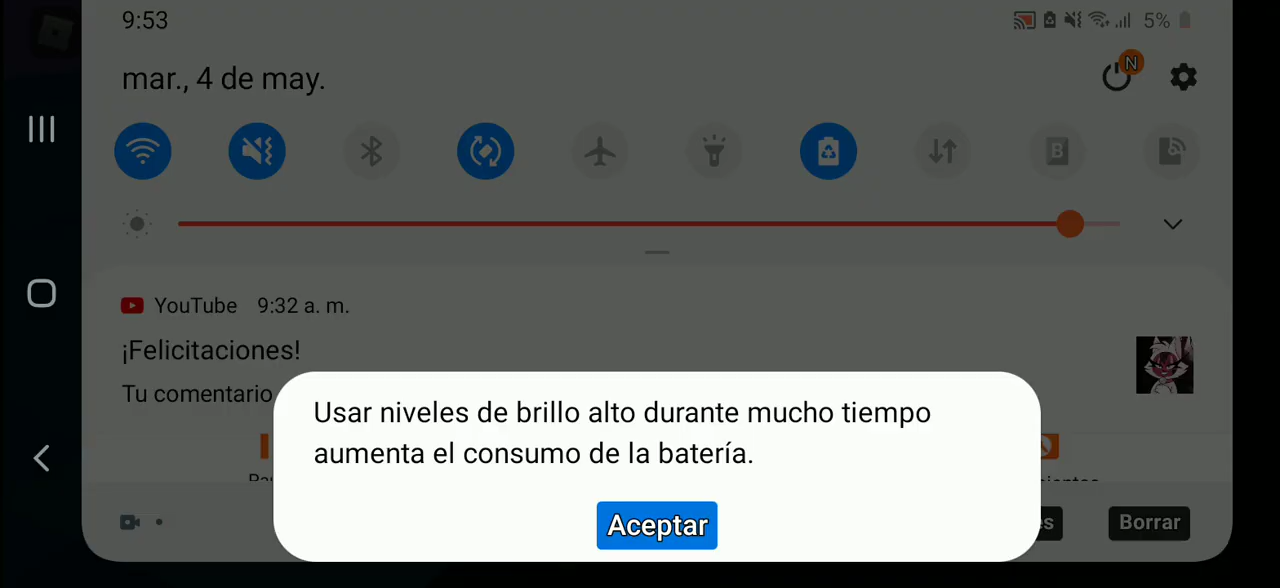 9:53
5%
mar., 4 de may.
N
B
YouTube 9:32 a. m.
¡Felicitaciones!
Tu comentario
Usar niveles de brillo alto durante mucho tiempo
aumenta el consumo de la batería.
Aceptar
Borrar